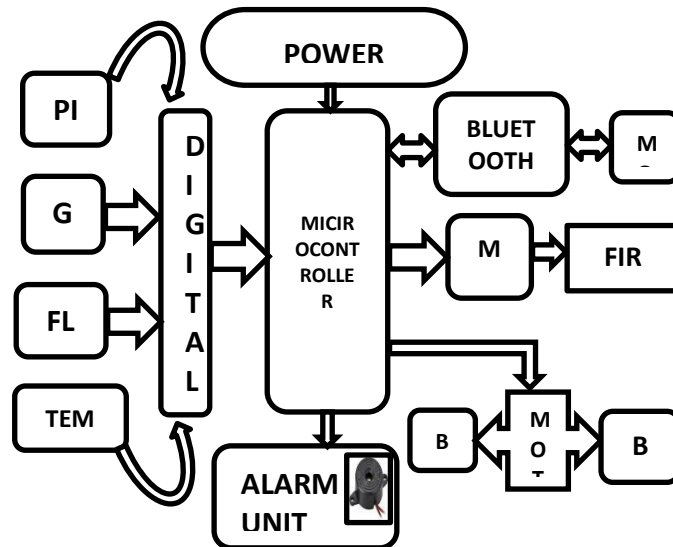 POWER
PI
G
FL
TEM
D
I
G
I
T
A
L
MICIR
OCONT
ROLLE
R
BLUET
OOTH
M
M
FIR
B
M
O
B
ALARM
UNIT